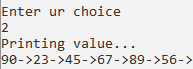 Enter ur choice
2
Printing value...
90->23->45->67->89->56->